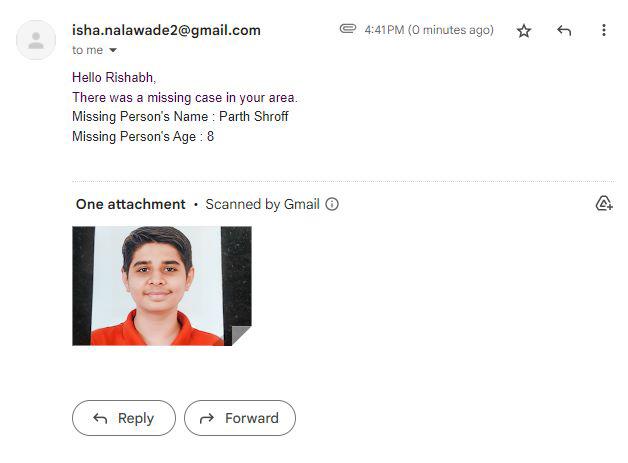 isha.nalawade2@gmail.com 4:41 PM (0 minutes ago)
to me
Hello Rishabh,
There was a missing case in your area.
Missing Person's Name : Parth Shroff
Missing Person's Age : 8
One attachment • Scanned by Gmail
Reply Forward